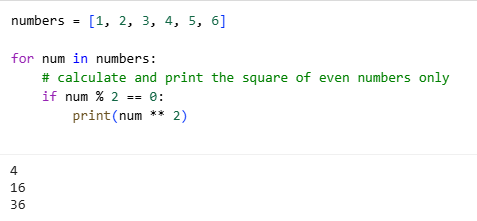 numbers = [1, 2, 3, 4, 5, 6]
for num in numbers:
    # calculate and print the square of even numbers only
    if num % 2 == 0:
        print(num ** 2)
4
16
36